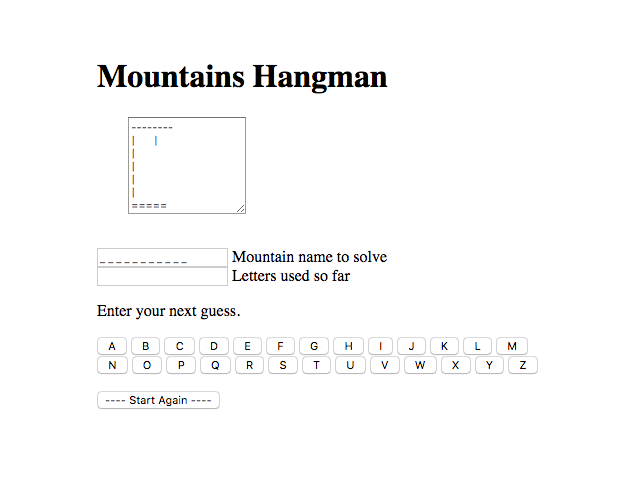 Mountains Hangman
--------
|   |
|
|
|
|
=====
_ _ _ _ _ _ _ _ _ _ _ Mountain name to solve
Letters used so far
Enter your next guess.
A B C D E F G H I J K L M
N O P Q R S T U V W X Y Z
---- Start Again ----